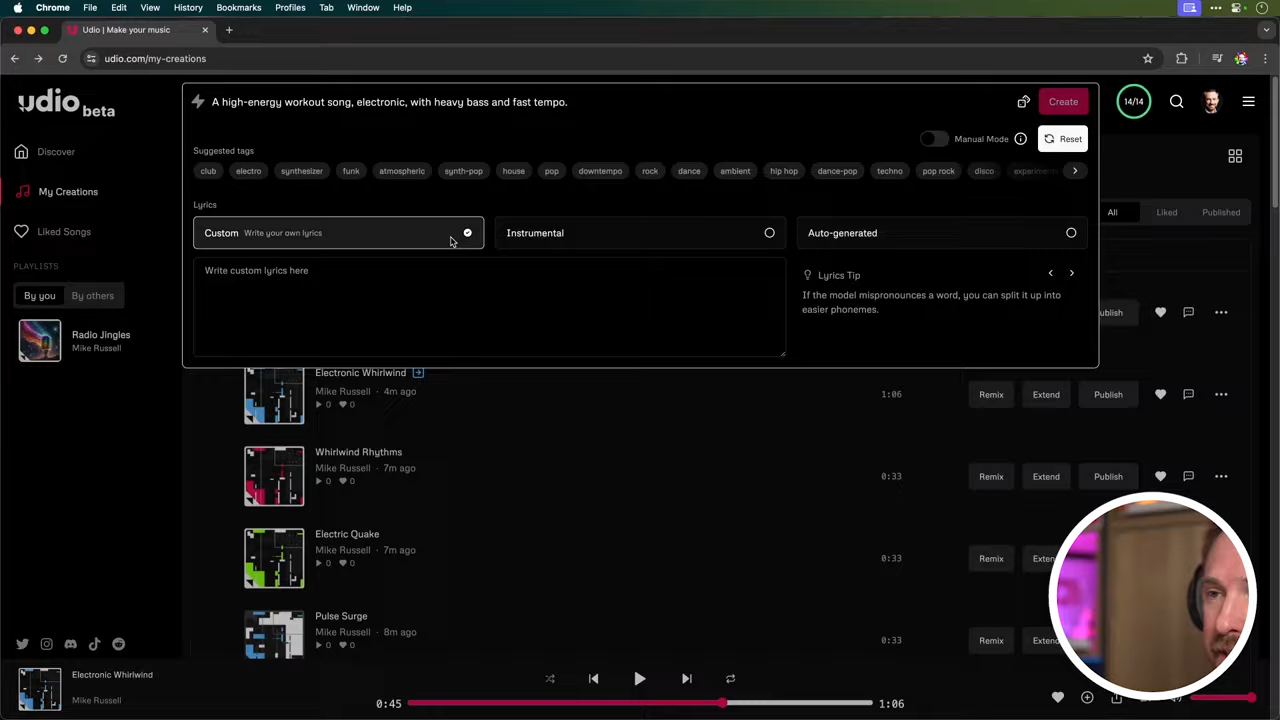 Chrome File Edit View History Bookmarks Profiles Tab Window Help
Udio | Make your music
udio.com/my-creations
udio beta
A high-energy workout song, electronic, with heavy bass and fast tempo.
Create
14/14
Manual Mode
Reset
Discover
My Creations
Liked Songs
PLAYLISTS
By you By others
Radio Jingles
Mike Russell
Suggested tags
club electro synthesizer funk atmospheric synth-pop house pop downtempo rock dance ambient hip hop dance-pop techno pop rock disco
Lyrics
Custom Write your own lyrics
Instrumental
Auto-generated
Write custom lyrics here
Lyrics Tip
If the model mispronounces a word, you can split it up into
easier phonemes.
All Liked Published
Electronic Whirlwind
Mike Russell · 4m ago
0 0
1:06
Remix Extend Publish
Whirlwind Rhythms
Mike Russell · 7m ago
0 0
0:33
Remix Extend Publish
Electric Quake
Mike Russell · 7m ago
0 0
0:33
Remix
Pulse Surge
Mike Russell · 8m ago
0 0
0:33
Remix
Electronic Whirlwind
Mike Russell
0:45
1:06